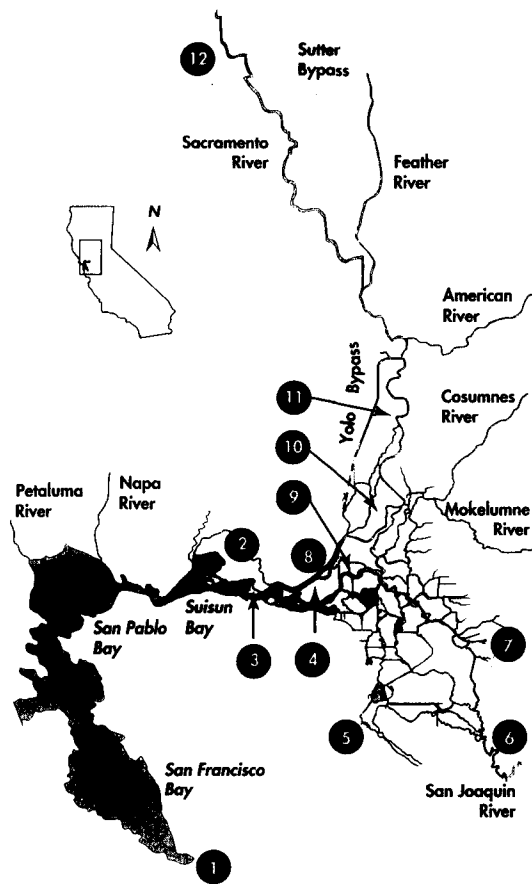 12
Sutter
Bypass
Sacramento
River
Feather
River
N
American
River
Yolo Bypass
11
Cosumnes
River
10
Petaluma
River
Napa
River
9
Mokelumne
River
2
8
San Pablo
Bay
Suisun
Bay
3
4
7
5
6
San Francisco
Bay
San Joaquin
River
1